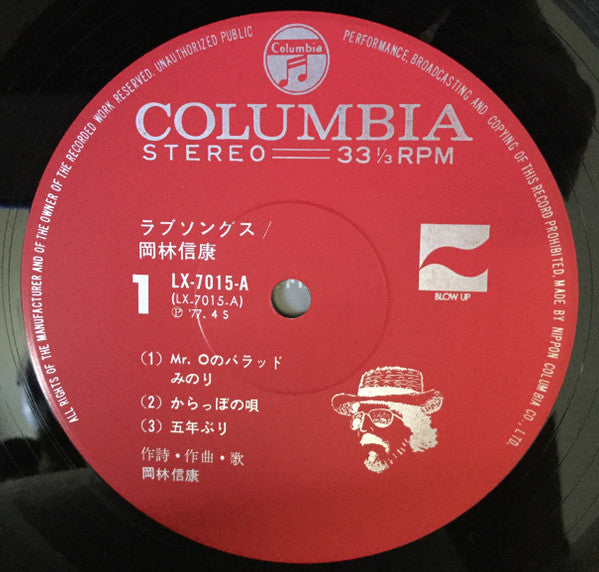 ALL RIGHTS OF THE MANUFACTURER AND OF THE OWNER OF THE RECORDED WORK RESERVED. UNAUTHORIZED PUBLIC PERFORMANCE, BROADCASTING AND COPYING OF THIS RECORD PROHIBITED. MADE BY NIPPON COLUMBIA CO., LTD.
Columbia
COLUMBIA
STEREO 33 1/3 RPM
ラブソングス/
岡林信康
BLOW UP
1
LX-7015-A
(LX-7015-A)
Ⓟ '77. 4 S
(1) Mr. Oのバラッド
みのり
(2) からっぽの唄
(3) 五年ぶり
作詩・作曲・歌
岡林信康